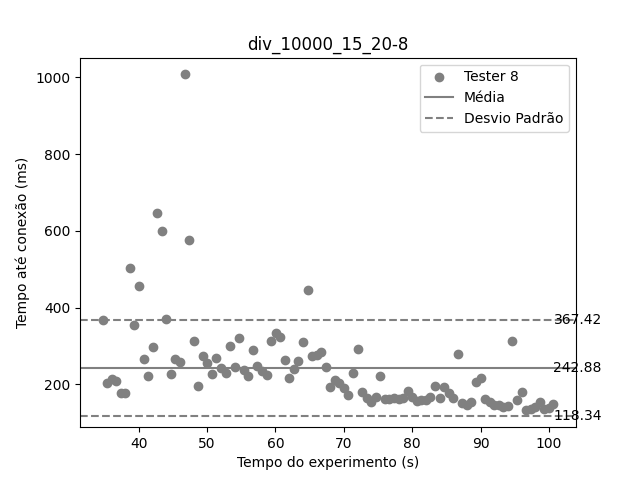 div_10000_15_20-8
Tester 8
Média
Desvio Padrão
Tempo até conexão (ms)
1000
800
600
400
200
367.42
242.88
118.34
40 50 60 70 80 90 100
Tempo do experimento (s)